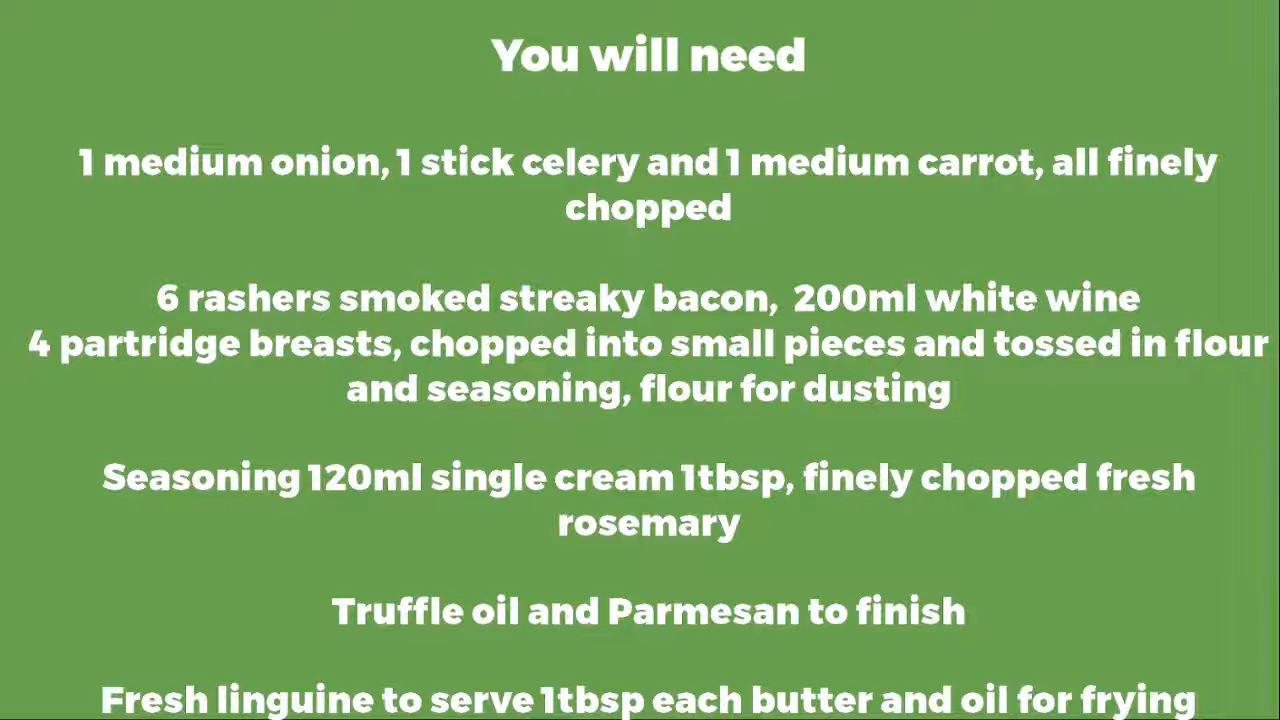 You will need
1 medium onion, 1 stick celery and 1 medium carrot, all finely
chopped
6 rashers smoked streaky bacon,  200ml white wine
4 partridge breasts, chopped into small pieces and tossed in flour
and seasoning, flour for dusting
Seasoning 120ml single cream 1tbsp, finely chopped fresh
rosemary
Truffle oil and Parmesan to finish
Fresh linguine to serve 1tbsp each butter and oil for frying